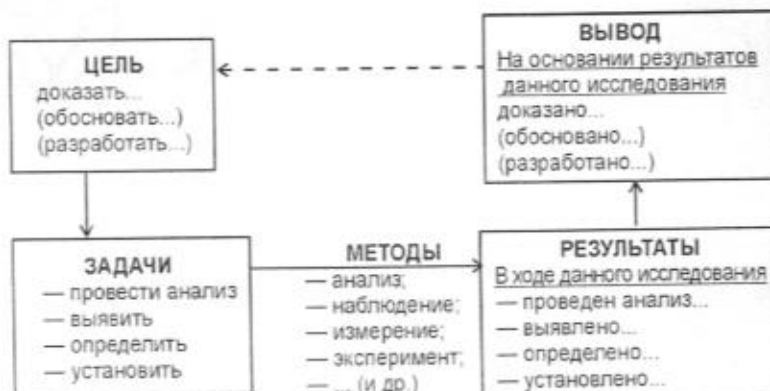 ЦЕЛЬ
доказать...
(обосновать...)
(разработать...)
ВЫВОД
На основании результатов
данного исследования
доказано...
(обосновано...)
(разработано...)
ЗАДАЧИ
— провести анализ
— выявить
— определить
— установить
МЕТОДЫ
— анализ;
— наблюдение;
— измерение;
— эксперимент;
— ... (и др.)
РЕЗУЛЬТАТЫ
В ходе данного исследования
— проведен анализ...
— выявлено...
— определено...
— установлено...